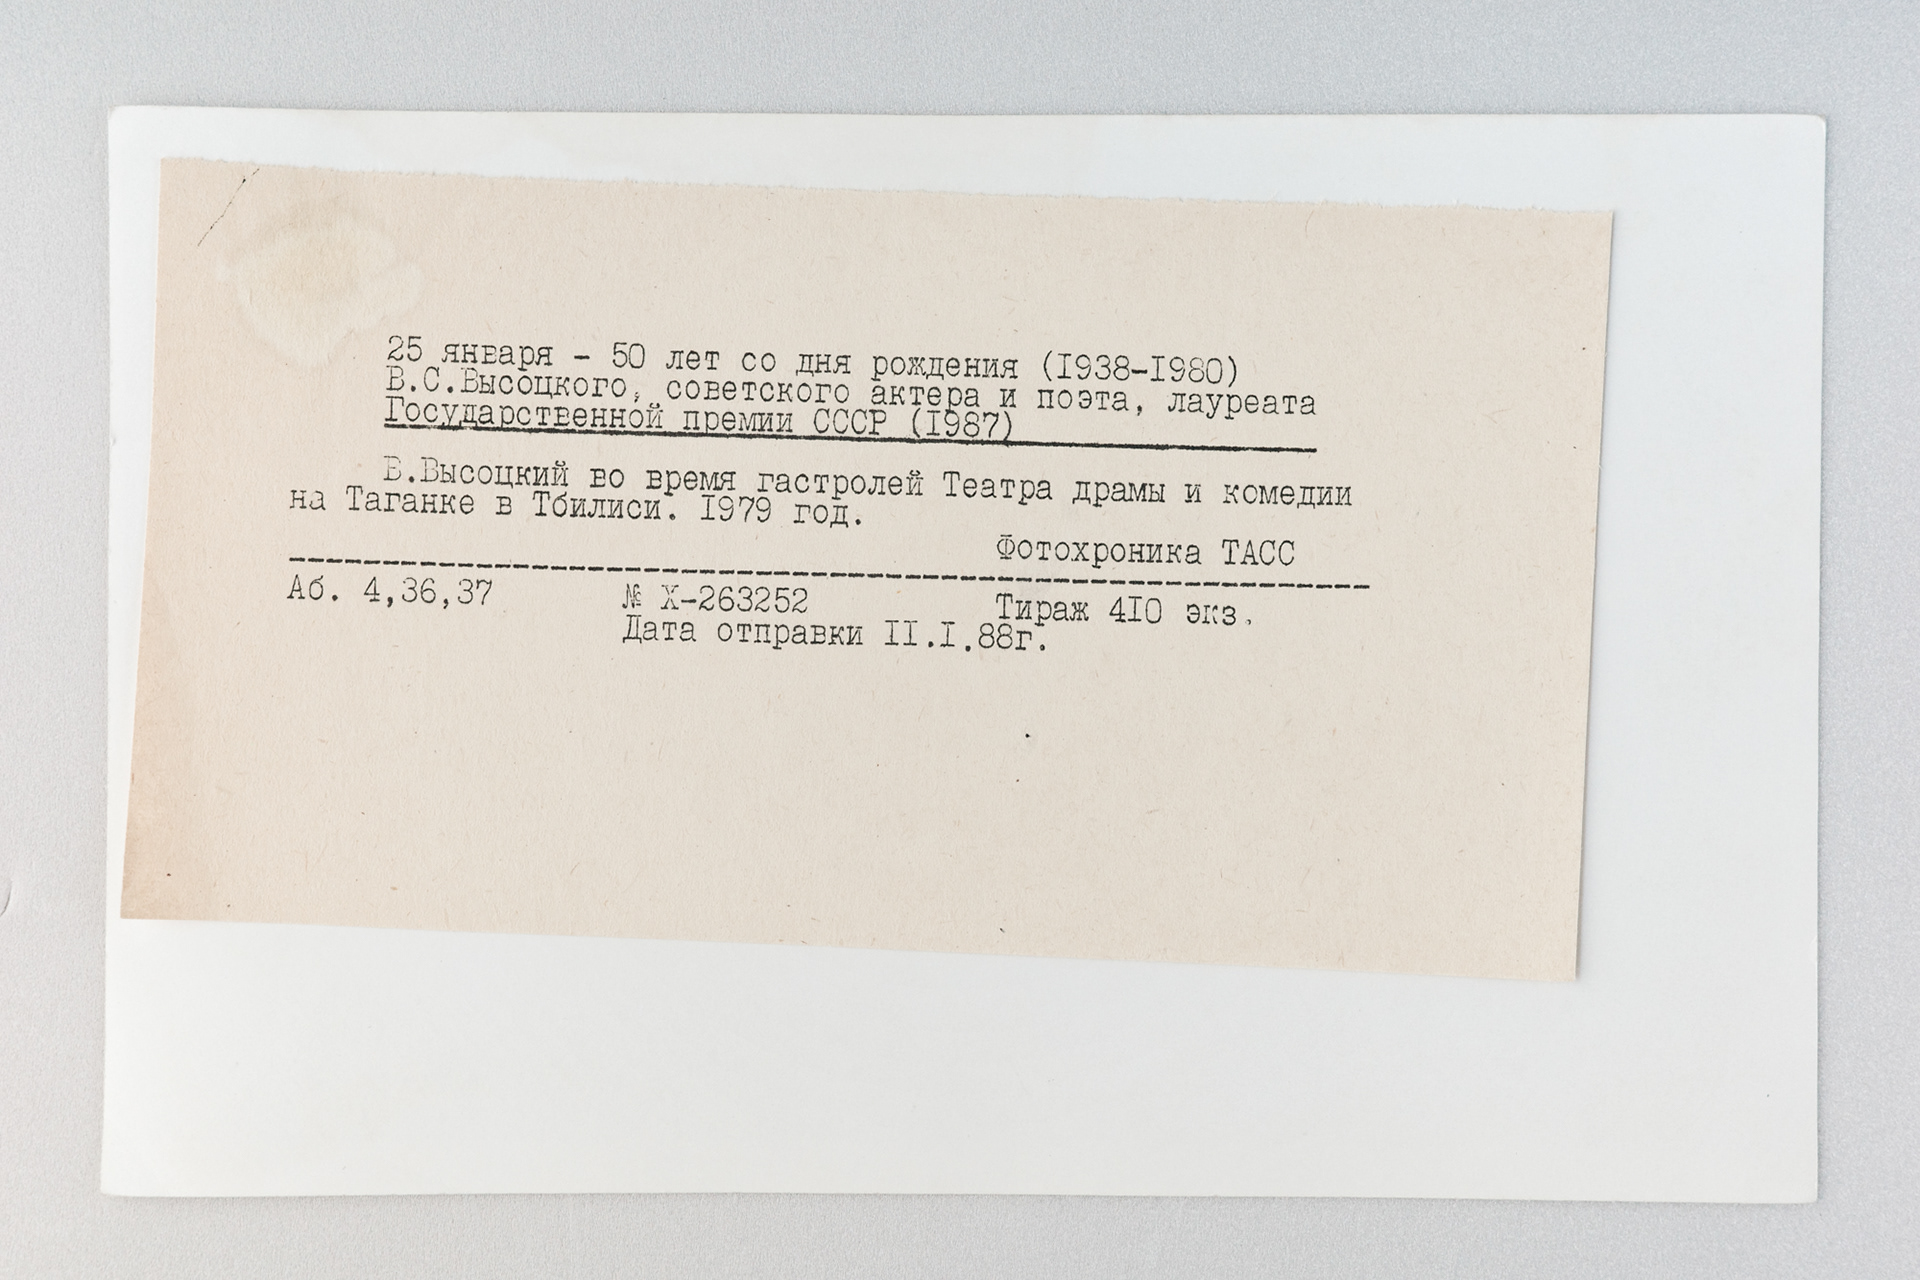 25 января - 50 лет со дня рождения (I938-I980)
В.С.Высоцкого, советского актера и поэта, лауреата
Государственной премии СССР (I987)
В.Высоцкий во время гастролей Театра драмы и комедии
на Таганке в Тбилиси. I979 год.
Фотохроника ТАСС
Аб. 4,36,37 № Х-263252 Тираж 4I0 экз.
Дата отправки II.I.88г.